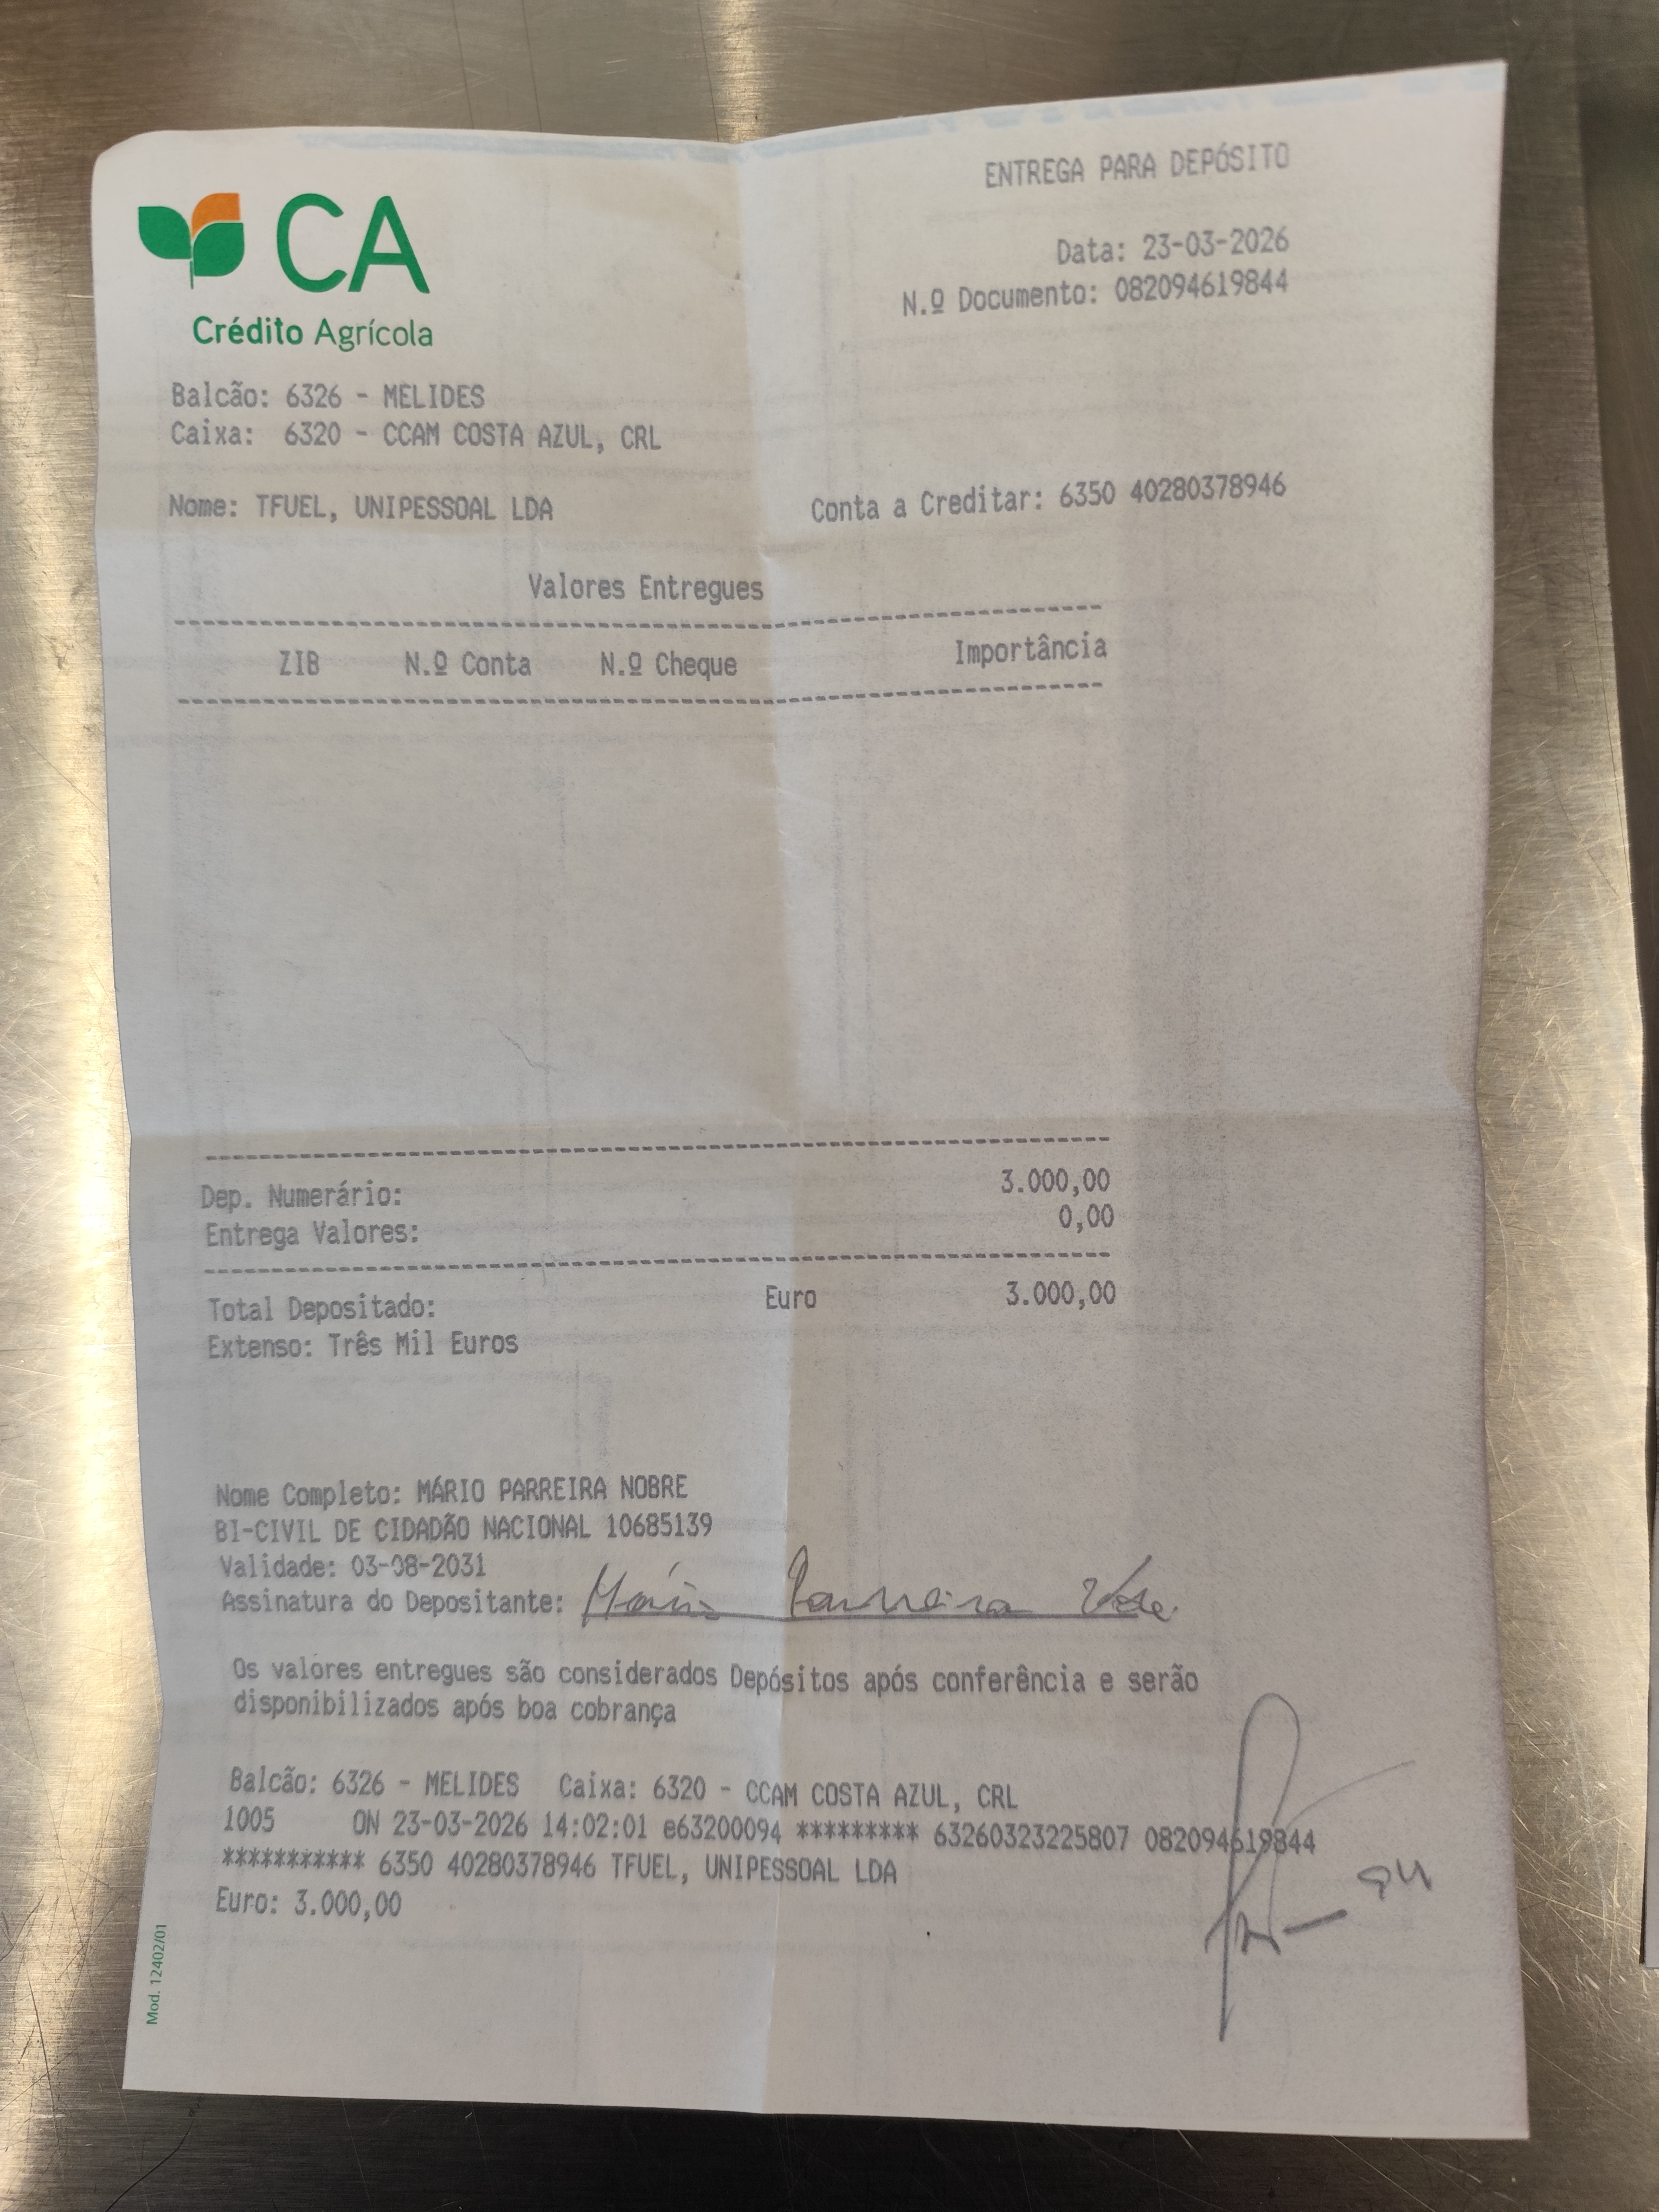 CA
Crédito Agrícola
ENTREGA PARA DEPÓSITO
Data: 23-03-2026
N.º Documento: 082094619844
Balcão: 6326 - MELIDES
Caixa: 6320 - CCAM COSTA AZUL, CRL
Nome: TFUEL, UNIPESSOAL LDA Conta a Creditar: 6350 40280378946
Valores Entregues
ZIB N.º Conta N.º Cheque Importância
Dep. Numerário: 3.000,00
Entrega Valores: 0,00
Total Depositado: Euro 3.000,00
Extenso: Três Mil Euros
Nome Completo: MÁRIO PARREIRA NOBRE
BI-CIVIL DE CIDADÃO NACIONAL 10685139
Validade: 03-08-2031
Assinatura do Depositante: Mário Parreira
Os valores entregues são considerados Depósitos após conferência e serão
disponibilizados após boa cobrança
Balcão: 6326 - MELIDES Caixa: 6320 - CCAM COSTA AZUL, CRL
1005 ON 23-03-2026 14:02:01 e63200094 ********* 63260323225807 082094619844
*********** 6350 40280378946 TFUEL, UNIPESSOAL LDA
Euro: 3.000,00
Mod. 12402/01